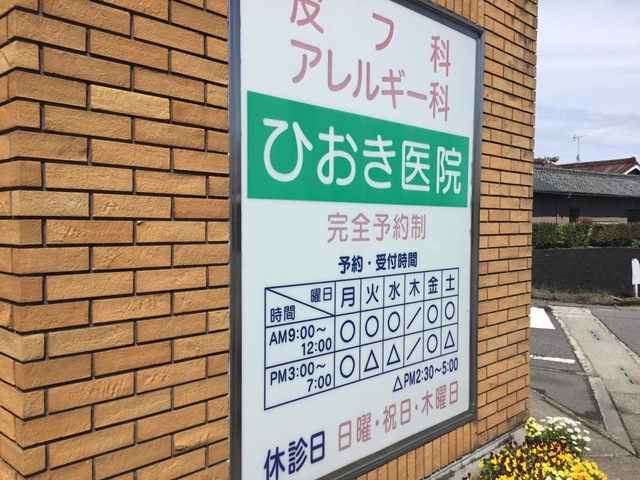 皮フ科
アレルギー科
ひおき医院
完全予約制
予約・受付時間
時間 曜日 月 火 水 木 金 土
AM9:00〜12:00 ○ ○ ○ ／ ○ ○
PM3:00〜7:00 ○ △ △ ／ ○ △
△PM2:30〜5:00
休診日 日曜・祝日・木曜日